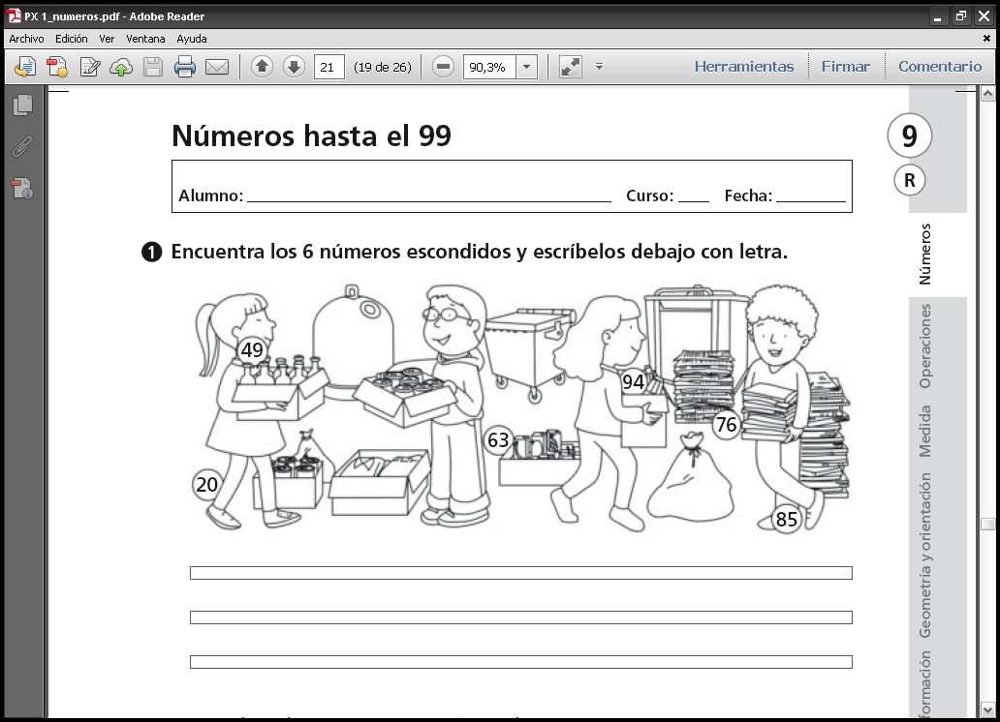 PX 1_numeros.pdf - Adobe Reader
Archivo Edición Ver Ventana Ayuda
21 (19 de 26) 90,3% Herramientas Firmar Comentario
Números hasta el 99
9
R
Alumno: Curso: Fecha:
1 Encuentra los 6 números escondidos y escríbelos debajo con letra.
49
94
76
63
20
85
Números
Operaciones
Medida
Geometría y orientación
formación